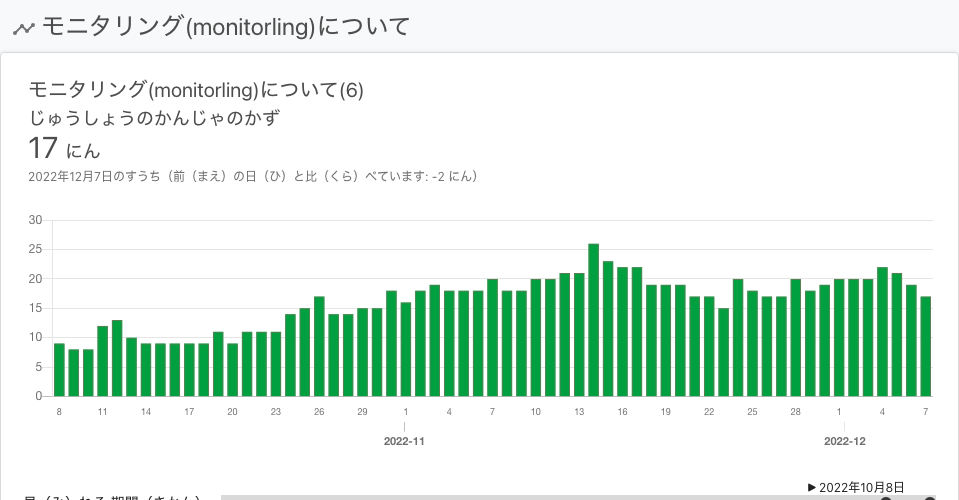 モニタリング(monitorling)について
モニタリング(monitorling)について(6)
じゅうしょうのかんじゃのかず
17 にん
2022年12月7日のすうち（前（まえ）の日（ひ）と比（くら）べています: -2 にん）
30
25
20
15
10
5
0
8 11 14 17 20 23 26 29 1 4 7 10 13 16 19 22 25 28 1 4 7
2022-11 2022-12
▶ 2022年10月8日